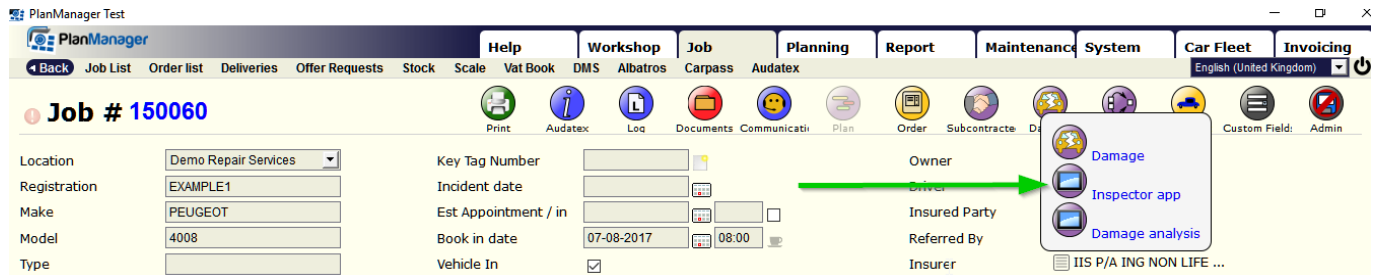 PlanManager Test
PlanManager
Help Workshop Job Planning Report Maintenance System Car Fleet Invoicing
Back Job List Order list Deliveries Offer Requests Stock Scale Vat Book DMS Albatros Carpass Audatex English (United Kingdom)
Job # 150060
Print Audatex Log Documents Communicati Plan Order Subcontracte Da Custom Field: Admin
Location Demo Repair Services Key Tag Number Owner
Damage
Registration EXAMPLE1 Incident date Driver
Inspector app
Make PEUGEOT Est Appointment / in Insured Party
Model 4008 Book in date 07-08-2017 08:00 Referred By
Damage analysis
Type Vehicle In Insurer IIS P/A ING NON LIFE ...